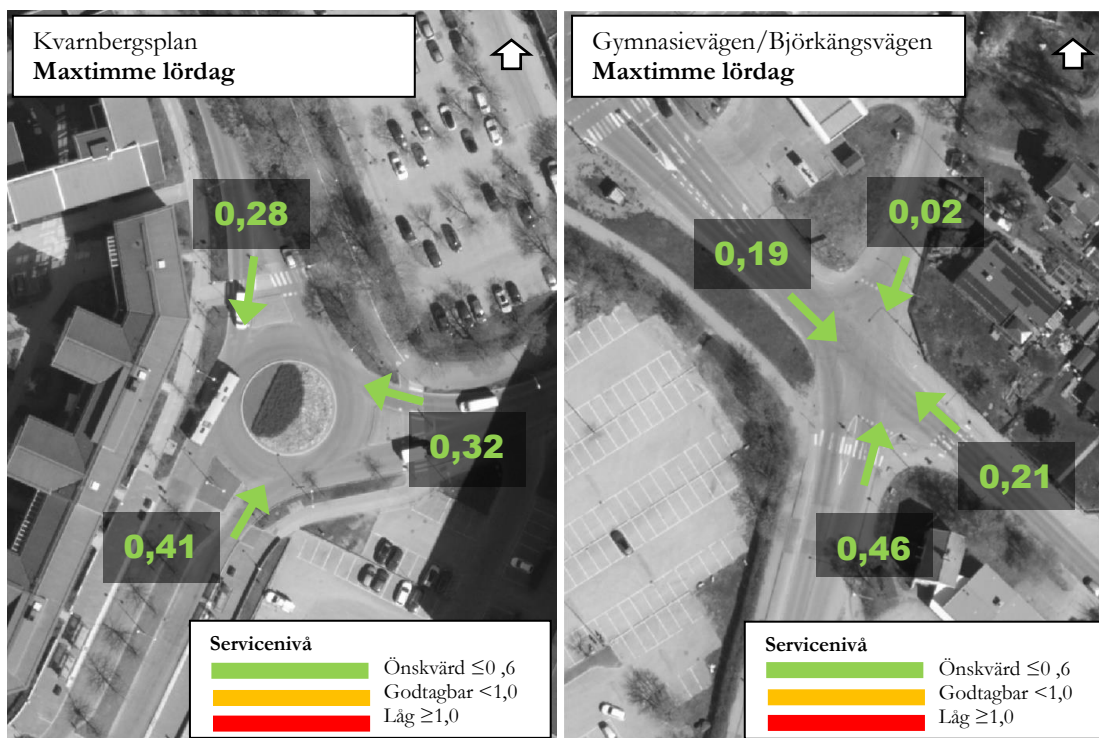 Kvarnbergsplan
Maxtimme lördag
0,28
0,32
0,41
Servicenivå
Önskvärd ≤0 ,6
Godtagbar <1,0
Låg ≥1,0
Gymnasievägen/Björkängsvägen
Maxtimme lördag
0,02
0,19
0,21
0,46
Servicenivå
Önskvärd ≤0 ,6
Godtagbar <1,0
Låg ≥1,0